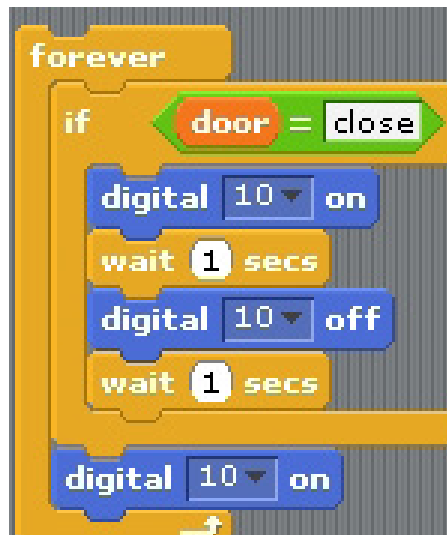 forever
if door = close
digital 10 on
wait 1 secs
digital 10 off
wait 1 secs
digital 10 on